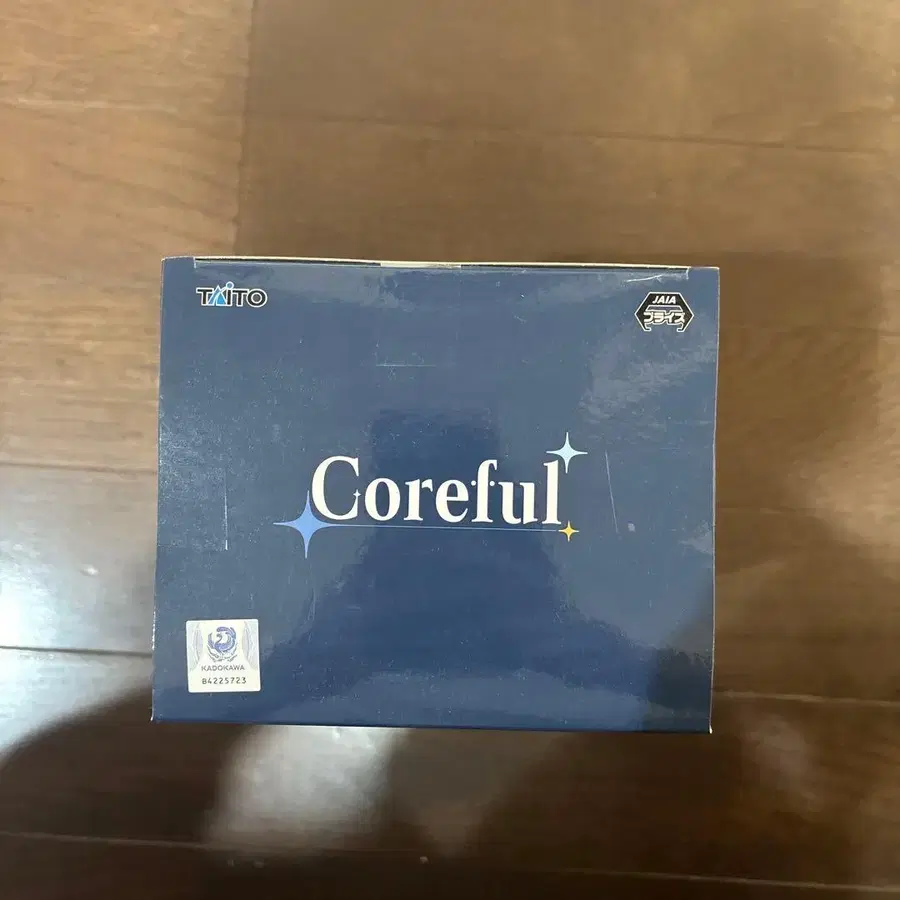 TAITO
JAIA
プライズ
Coreful
KADOKAWA
B4225723